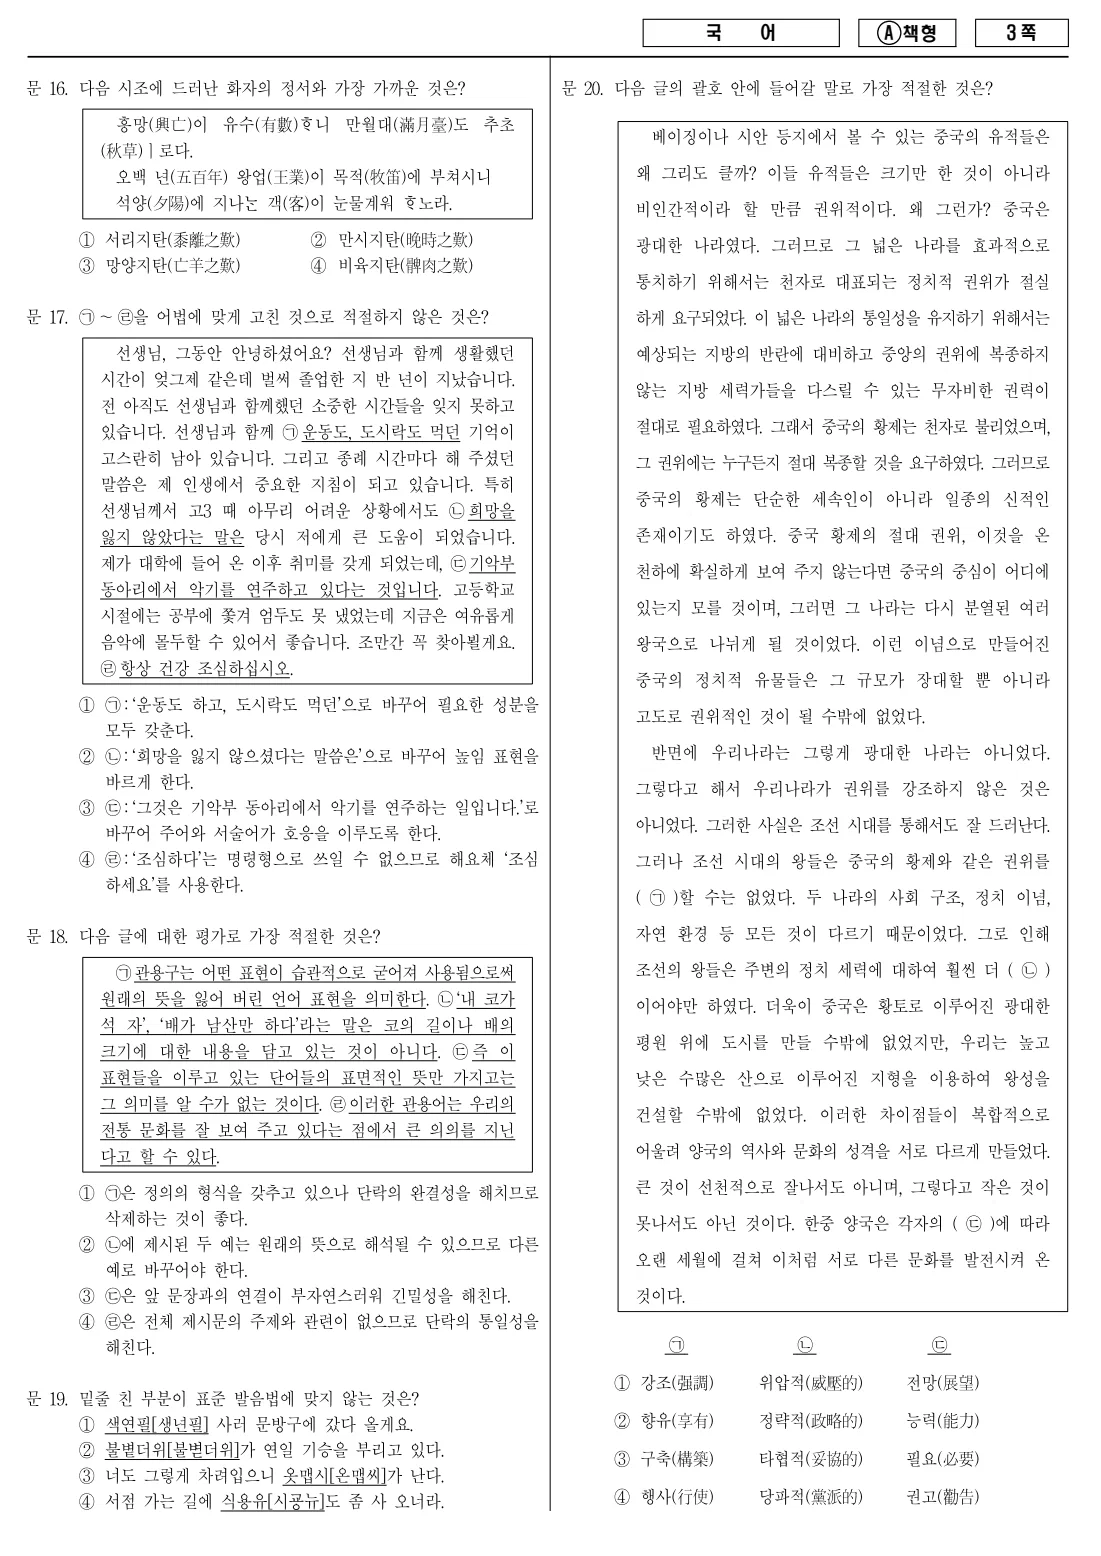 국 어
Ⓐ책형
3쪽
문 16. 다음 시조에 드러난 화자의 정서와 가장 가까운 것은?
흥망(興亡)이 유수(有數)ᄒᆞ니 만월대(滿月臺)도 추초
(秋草)ㅣ로다.
오백 년(五百年) 왕업(王業)이 목적(牧笛)에 부쳐시니
석양(夕陽)에 지나ᄂᆞᆫ 객(客)이 눈물계워 ᄒᆞ노라.
① 서리지탄(黍離之歎) ② 만시지탄(晩時之歎)
③ 망양지탄(亡羊之歎) ④ 비육지탄(髀肉之歎)
문 17. ㉠ ~ ㉣을 어법에 맞게 고친 것으로 적절하지 않은 것은?
선생님, 그동안 안녕하셨어요? 선생님과 함께 생활했던
시간이 엊그제 같은데 벌써 졸업한 지 반 년이 지났습니다.
전 아직도 선생님과 함께했던 소중한 시간들을 잊지 못하고
있습니다. 선생님과 함께 ㉠운동도, 도시락도 먹던 기억이
고스란히 남아 있습니다. 그리고 종례 시간마다 해 주셨던
말씀은 제 인생에서 중요한 지침이 되고 있습니다. 특히
선생님께서 고3 때 아무리 어려운 상황에서도 ㉡희망을
잃지 않았다는 말은 당시 저에게 큰 도움이 되었습니다.
제가 대학에 들어 온 이후 취미를 갖게 되었는데, ㉢기악부
동아리에서 악기를 연주하고 있다는 것입니다. 고등학교
시절에는 공부에 쫓겨 엄두도 못 냈었는데 지금은 여유롭게
음악에 몰두할 수 있어서 좋습니다. 조만간 꼭 찾아뵐게요.
㉣항상 건강 조심하십시오.
① ㉠:‘운동도 하고, 도시락도 먹던’으로 바꾸어 필요한 성분을
모두 갖춘다.
② ㉡:‘희망을 잃지 않으셨다는 말씀은’으로 바꾸어 높임 표현을
바르게 한다.
③ ㉢:‘그것은 기악부 동아리에서 악기를 연주하는 일입니다.’로
바꾸어 주어와 서술어가 호응을 이루도록 한다.
④ ㉣:‘조심하다’는 명령형으로 쓰일 수 없으므로 해요체 ‘조심
하세요’를 사용한다.
문 18. 다음 글에 대한 평가로 가장 적절한 것은?
㉠관용구는 어떤 표현이 습관적으로 굳어져 사용됨으로써
원래의 뜻을 잃어 버린 언어 표현을 의미한다. ㉡‘내 코가
석 자’, ‘배가 남산만 하다’라는 말은 코의 길이나 배의
크기에 대한 내용을 담고 있는 것이 아니다. ㉢즉 이
표현들을 이루고 있는 단어들의 표면적인 뜻만 가지고는
그 의미를 알 수가 없는 것이다. ㉣이러한 관용어는 우리의
전통 문화를 잘 보여 주고 있다는 점에서 큰 의의를 지닌
다고 할 수 있다.
① ㉠은 정의의 형식을 갖추고 있으나 단락의 완결성을 해치므로
삭제하는 것이 좋다.
② ㉡에 제시된 두 예는 원래의 뜻으로 해석될 수 있으므로 다른
예로 바꾸어야 한다.
③ ㉢은 앞 문장과의 연결이 부자연스러워 긴밀성을 해친다.
④ ㉣은 전체 제시문의 주제와 관련이 없으므로 단락의 통일성을
해친다.
문 19. 밑줄 친 부분이 표준 발음법에 맞지 않는 것은?
① 색연필[생년필] 사러 문방구에 갔다 올게요.
② 불볕더위[불볃더위]가 연일 기승을 부리고 있다.
③ 너도 그렇게 차려입으니 옷맵시[온맵씨]가 난다.
④ 서점 가는 길에 식용유[시굥뉴]도 좀 사 오너라.
문 20. 다음 글의 괄호 안에 들어갈 말로 가장 적절한 것은?
베이징이나 시안 등지에서 볼 수 있는 중국의 유적들은
왜 그리도 클까? 이들 유적들은 크기만 한 것이 아니라
비인간적이라 할 만큼 권위적이다. 왜 그런가? 중국은
광대한 나라였다. 그러므로 그 넓은 나라를 효과적으로
통치하기 위해서는 천자로 대표되는 정치적 권위가 절실
하게 요구되었다. 이 넓은 나라의 통일성을 유지하기 위해서는
예상되는 지방의 반란에 대비하고 중앙의 권위에 복종하지
않는 지방 세력가들을 다스릴 수 있는 무자비한 권력이
절대로 필요하였다. 그래서 중국의 황제는 천자로 불리었으며,
그 권위에는 누구든지 절대 복종할 것을 요구하였다. 그러므로
중국의 황제는 단순한 세속인이 아니라 일종의 신적인
존재이기도 하였다. 중국 황제의 절대 권위, 이것을 온
천하에 확실하게 보여 주지 않는다면 중국의 중심이 어디에
있는지 모를 것이며, 그러면 그 나라는 다시 분열된 여러
왕국으로 나뉘게 될 것이었다. 이런 이념으로 만들어진
중국의 정치적 유물들은 그 규모가 장대할 뿐 아니라
고도로 권위적인 것이 될 수밖에 없었다.
반면에 우리나라는 그렇게 광대한 나라는 아니었다.
그렇다고 해서 우리나라가 권위를 강조하지 않은 것은
아니었다. 그러한 사실은 조선 시대를 통해서도 잘 드러난다.
그러나 조선 시대의 왕들은 중국의 황제와 같은 권위를
( ㉠ )할 수는 없었다. 두 나라의 사회 구조, 정치 이념,
자연 환경 등 모든 것이 다르기 때문이었다. 그로 인해
조선의 왕들은 주변의 정치 세력에 대하여 훨씬 더 ( ㉡ )
이어야만 하였다. 더욱이 중국은 황토로 이루어진 광대한
평원 위에 도시를 만들 수밖에 없었지만, 우리는 높고
낮은 수많은 산으로 이루어진 지형을 이용하여 왕성을
건설할 수밖에 없었다. 이러한 차이점들이 복합적으로
어울려 양국의 역사와 문화의 성격을 서로 다르게 만들었다.
큰 것이 선천적으로 잘나서도 아니며, 그렇다고 작은 것이
못나서도 아닌 것이다. 한중 양국은 각자의 ( ㉢ )에 따라
오랜 세월에 걸쳐 이처럼 서로 다른 문화를 발전시켜 온
것이다.
㉠ ㉡ ㉢
① 강조(强調) 위압적(威壓的) 전망(展望)
② 향유(享有) 정략적(政略的) 능력(能力)
③ 구축(構築) 타협적(妥協的) 필요(必要)
④ 행사(行使) 당파적(黨派的) 권고(勸告)